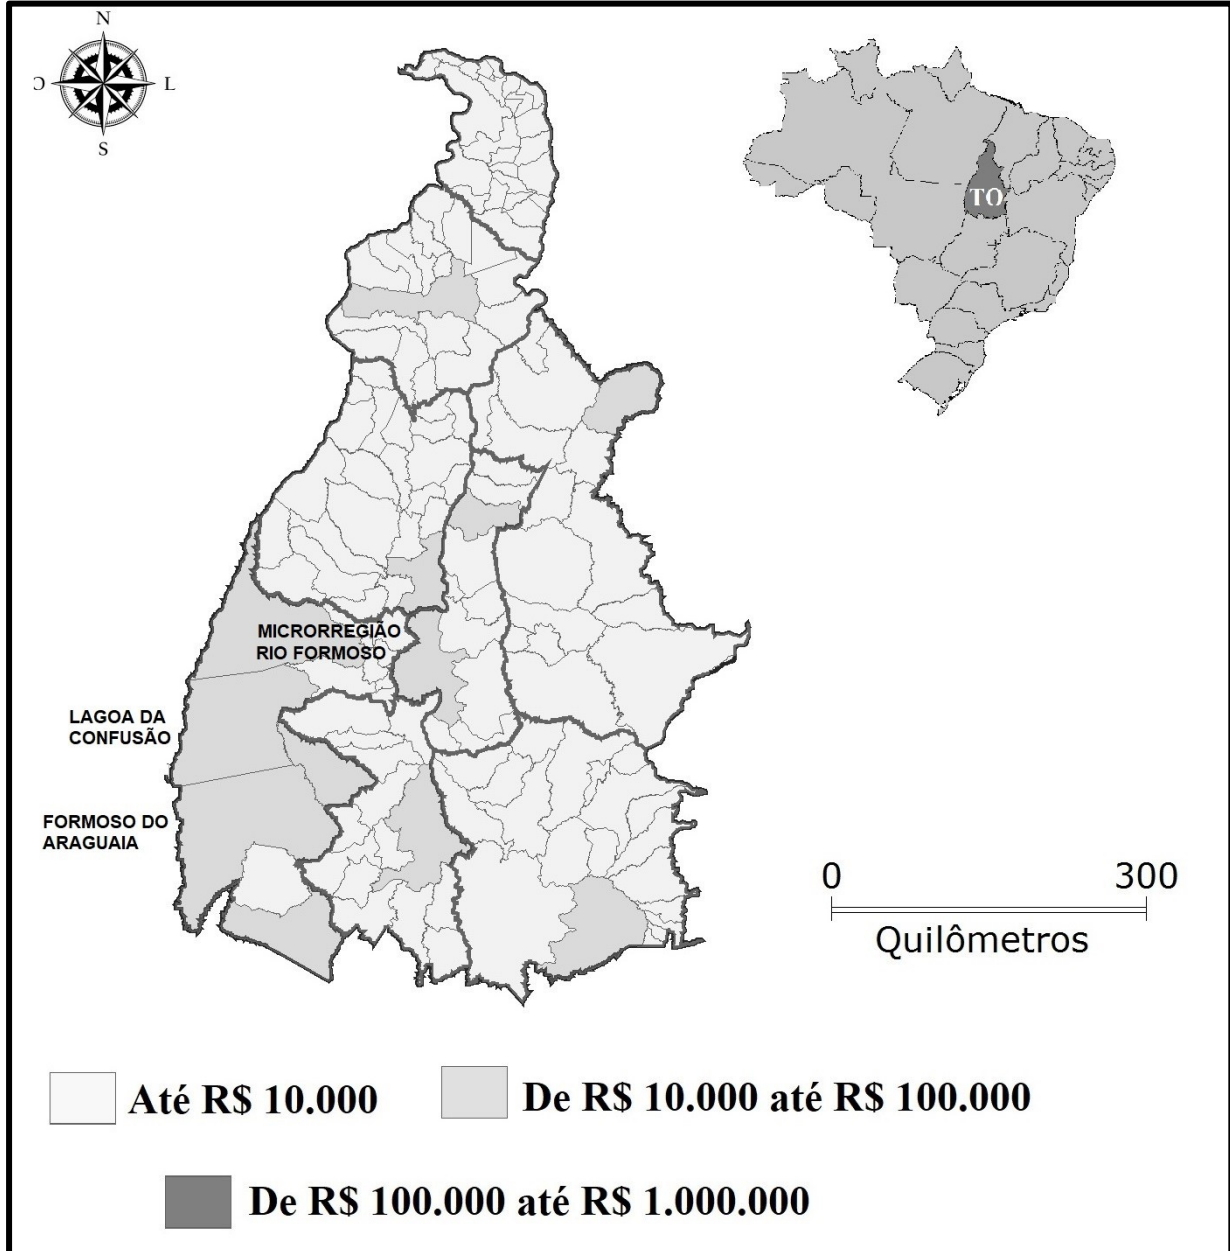 N
O
L
S
TO
MICRORREGIÃO
RIO FORMOSO
LAGOA DA
CONFUSÃO
FORMOSO DO
ARAGUAIA
0 300
Quilômetros
Até R$ 10.000
De R$ 10.000 até R$ 100.000
De R$ 100.000 até R$ 1.000.000